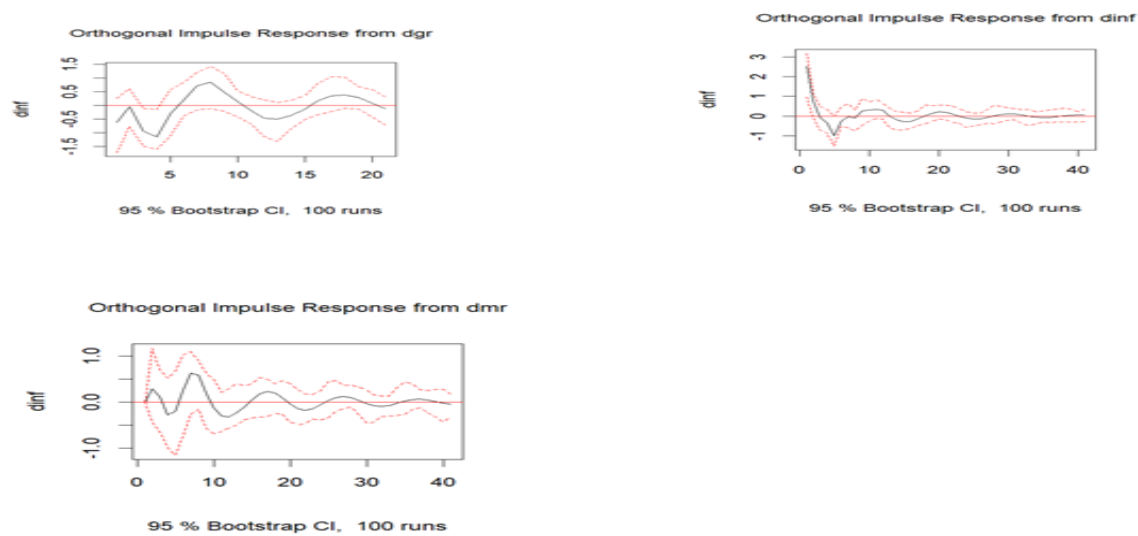 Orthogonal Impulse Response from dgr
dinf
1.5
0.5
-0.5
-1.5
5 10 15 20
95 % Bootstrap CI, 100 runs
Orthogonal Impulse Response from dinf
dinf
3
2
1
0
-1
0 10 20 30 40
95 % Bootstrap CI, 100 runs
Orthogonal Impulse Response from dmr
dinf
1.0
0.0
-1.0
0 10 20 30 40
95 % Bootstrap CI, 100 runs